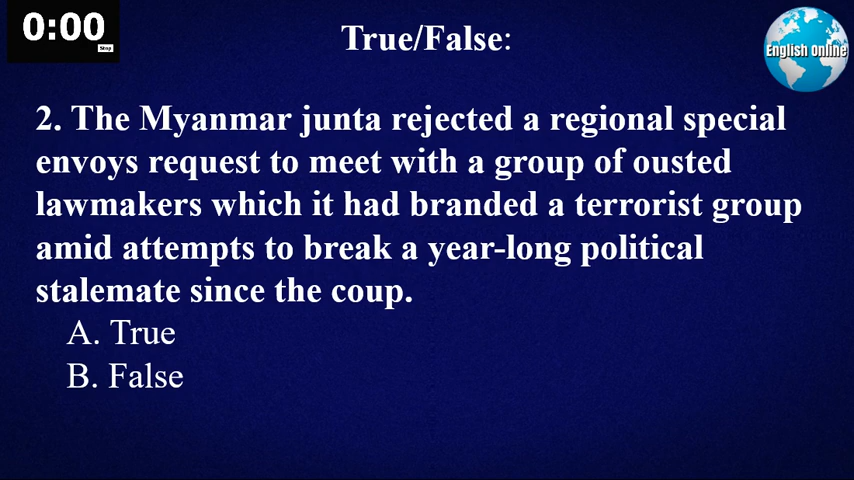 0:00
Stop
True/False:
English Online
2. The Myanmar junta rejected a regional special
envoys request to meet with a group of ousted
lawmakers which it had branded a terrorist group
amid attempts to break a year-long political
stalemate since the coup.
A. True
B. False